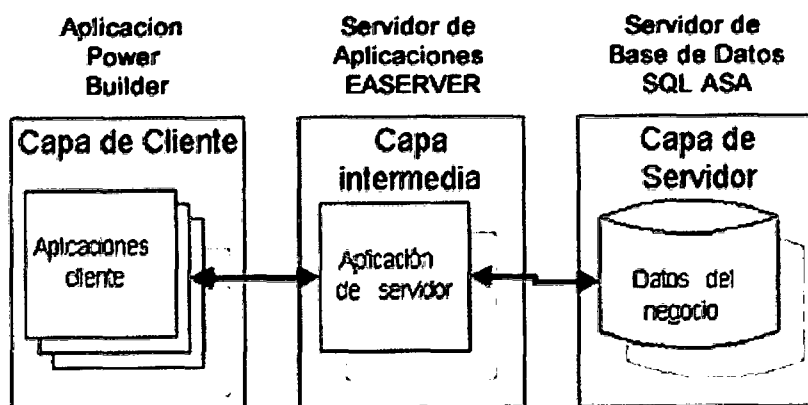 Aplicacion
Power
Builder
Servidor de
Aplicaciones
EASERVER
Servidor de
Base de Datos
SQL ASA
Capa de Cliente
Aplicaciones
cliente
Capa
intermedia
Aplicación
de servidor
Capa de
Servidor
Datos del
negocio